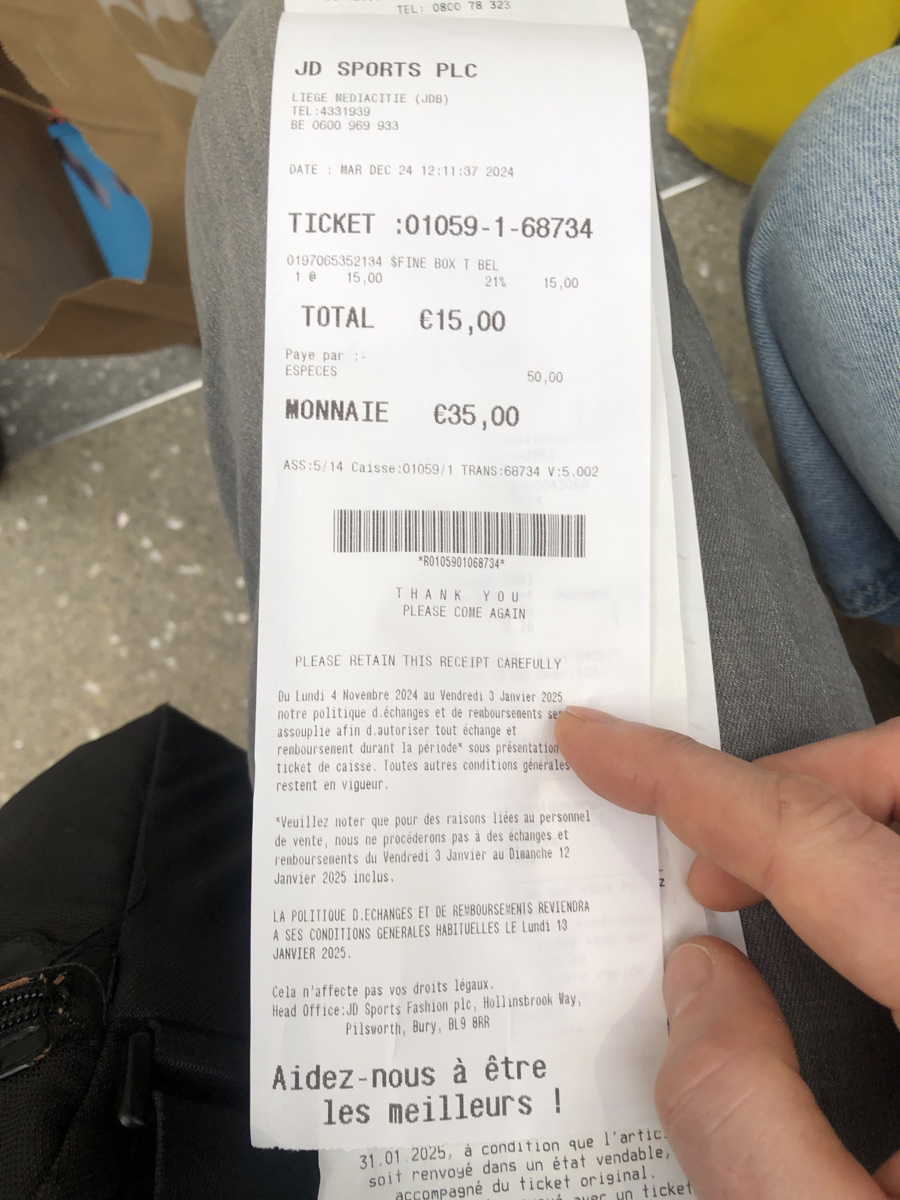 TEL: 0800 78 323
JD SPORTS PLC
LIEGE MEDIACITIE (JDB)
TEL:4331939
BE 0600 969 933
DATE : MAR DEC 24 12:11:37 2024
TICKET :01059-1-68734
0197065352134 $FINE BOX T BEL
1 @ 15,00 21% 15,00
TOTAL €15,00
Paye par :-
ESPECES 50,00
MONNAIE €35,00
ASS:5/14 Caisse:01059/1 TRANS:68734 V:5.002
*R0105901068734*
THANK YOU
PLEASE COME AGAIN
PLEASE RETAIN THIS RECEIPT CAREFULLY
Du Lundi 4 Novembre 2024 au Vendredi 3 Janvier 2025
notre politique d.échanges et de remboursements
assouplie afin d.autoriser tout échange et
remboursement durant la période* sous présentation
ticket de caisse. Toutes autres conditions générales
restent en vigueur.
*Veuillez noter que pour des raisons liées au personnel
de vente, nous ne procéderons pas à des échanges et
remboursements du Vendredi 3 Janvier au Dimanche 12
Janvier 2025 inclus.
LA POLITIQUE D.ECHANGES ET DE REMBOURSEMENTS REVIENDRA
A SES CONDITIONS GENERALES HABITUELLES LE Lundi 13
JANVIER 2025.
Cela n'affecte pas vos droits légaux.
Head Office:JD Sports Fashion plc, Hollinsbrook Way,
Pilsworth, Bury, BL9 8RR
Aidez-nous à être
les meilleurs !
31.01.2025, à condition que l'artic
soit renvoyé dans un état vendable,
accompagné du ticket original.
avec un ticket